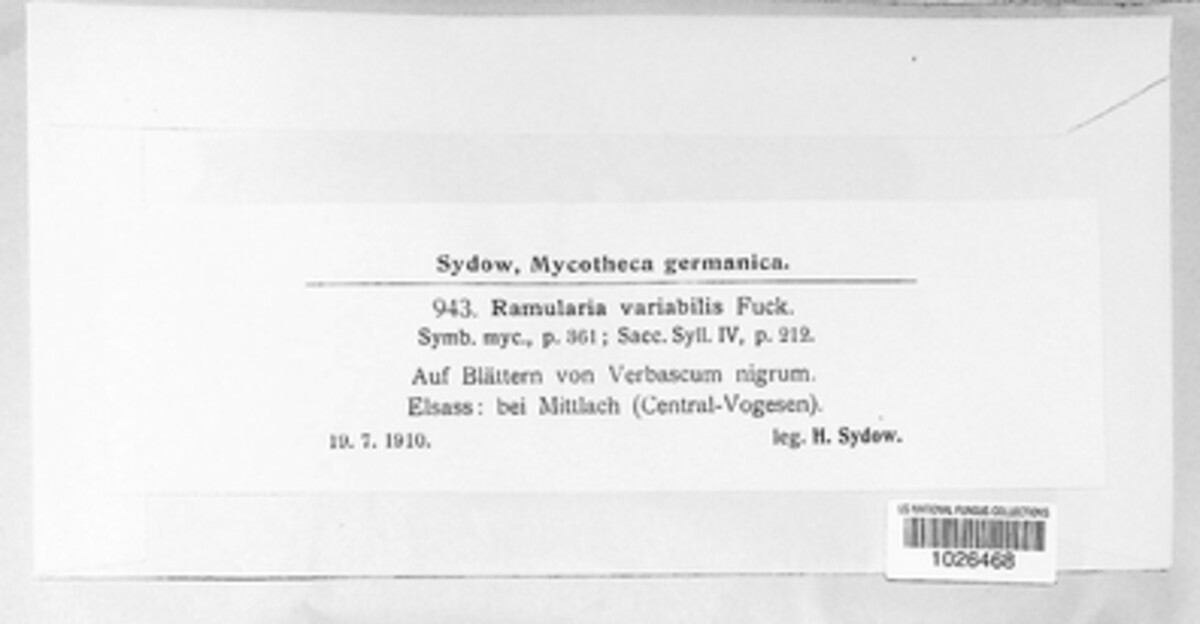 Sydow, Mycotheca germanica.
943. Ramularia variabilis Fuck.
Symb. myc., p. 361; Sacc. Syll. IV, p. 212.
Auf Blättern von Verbascum nigrum.
Elsass: bei Mittlach (Central-Vogesen).
19. 7. 1910. leg. H. Sydow.
US NATIONAL FUNGUS COLLECTIONS
1026468